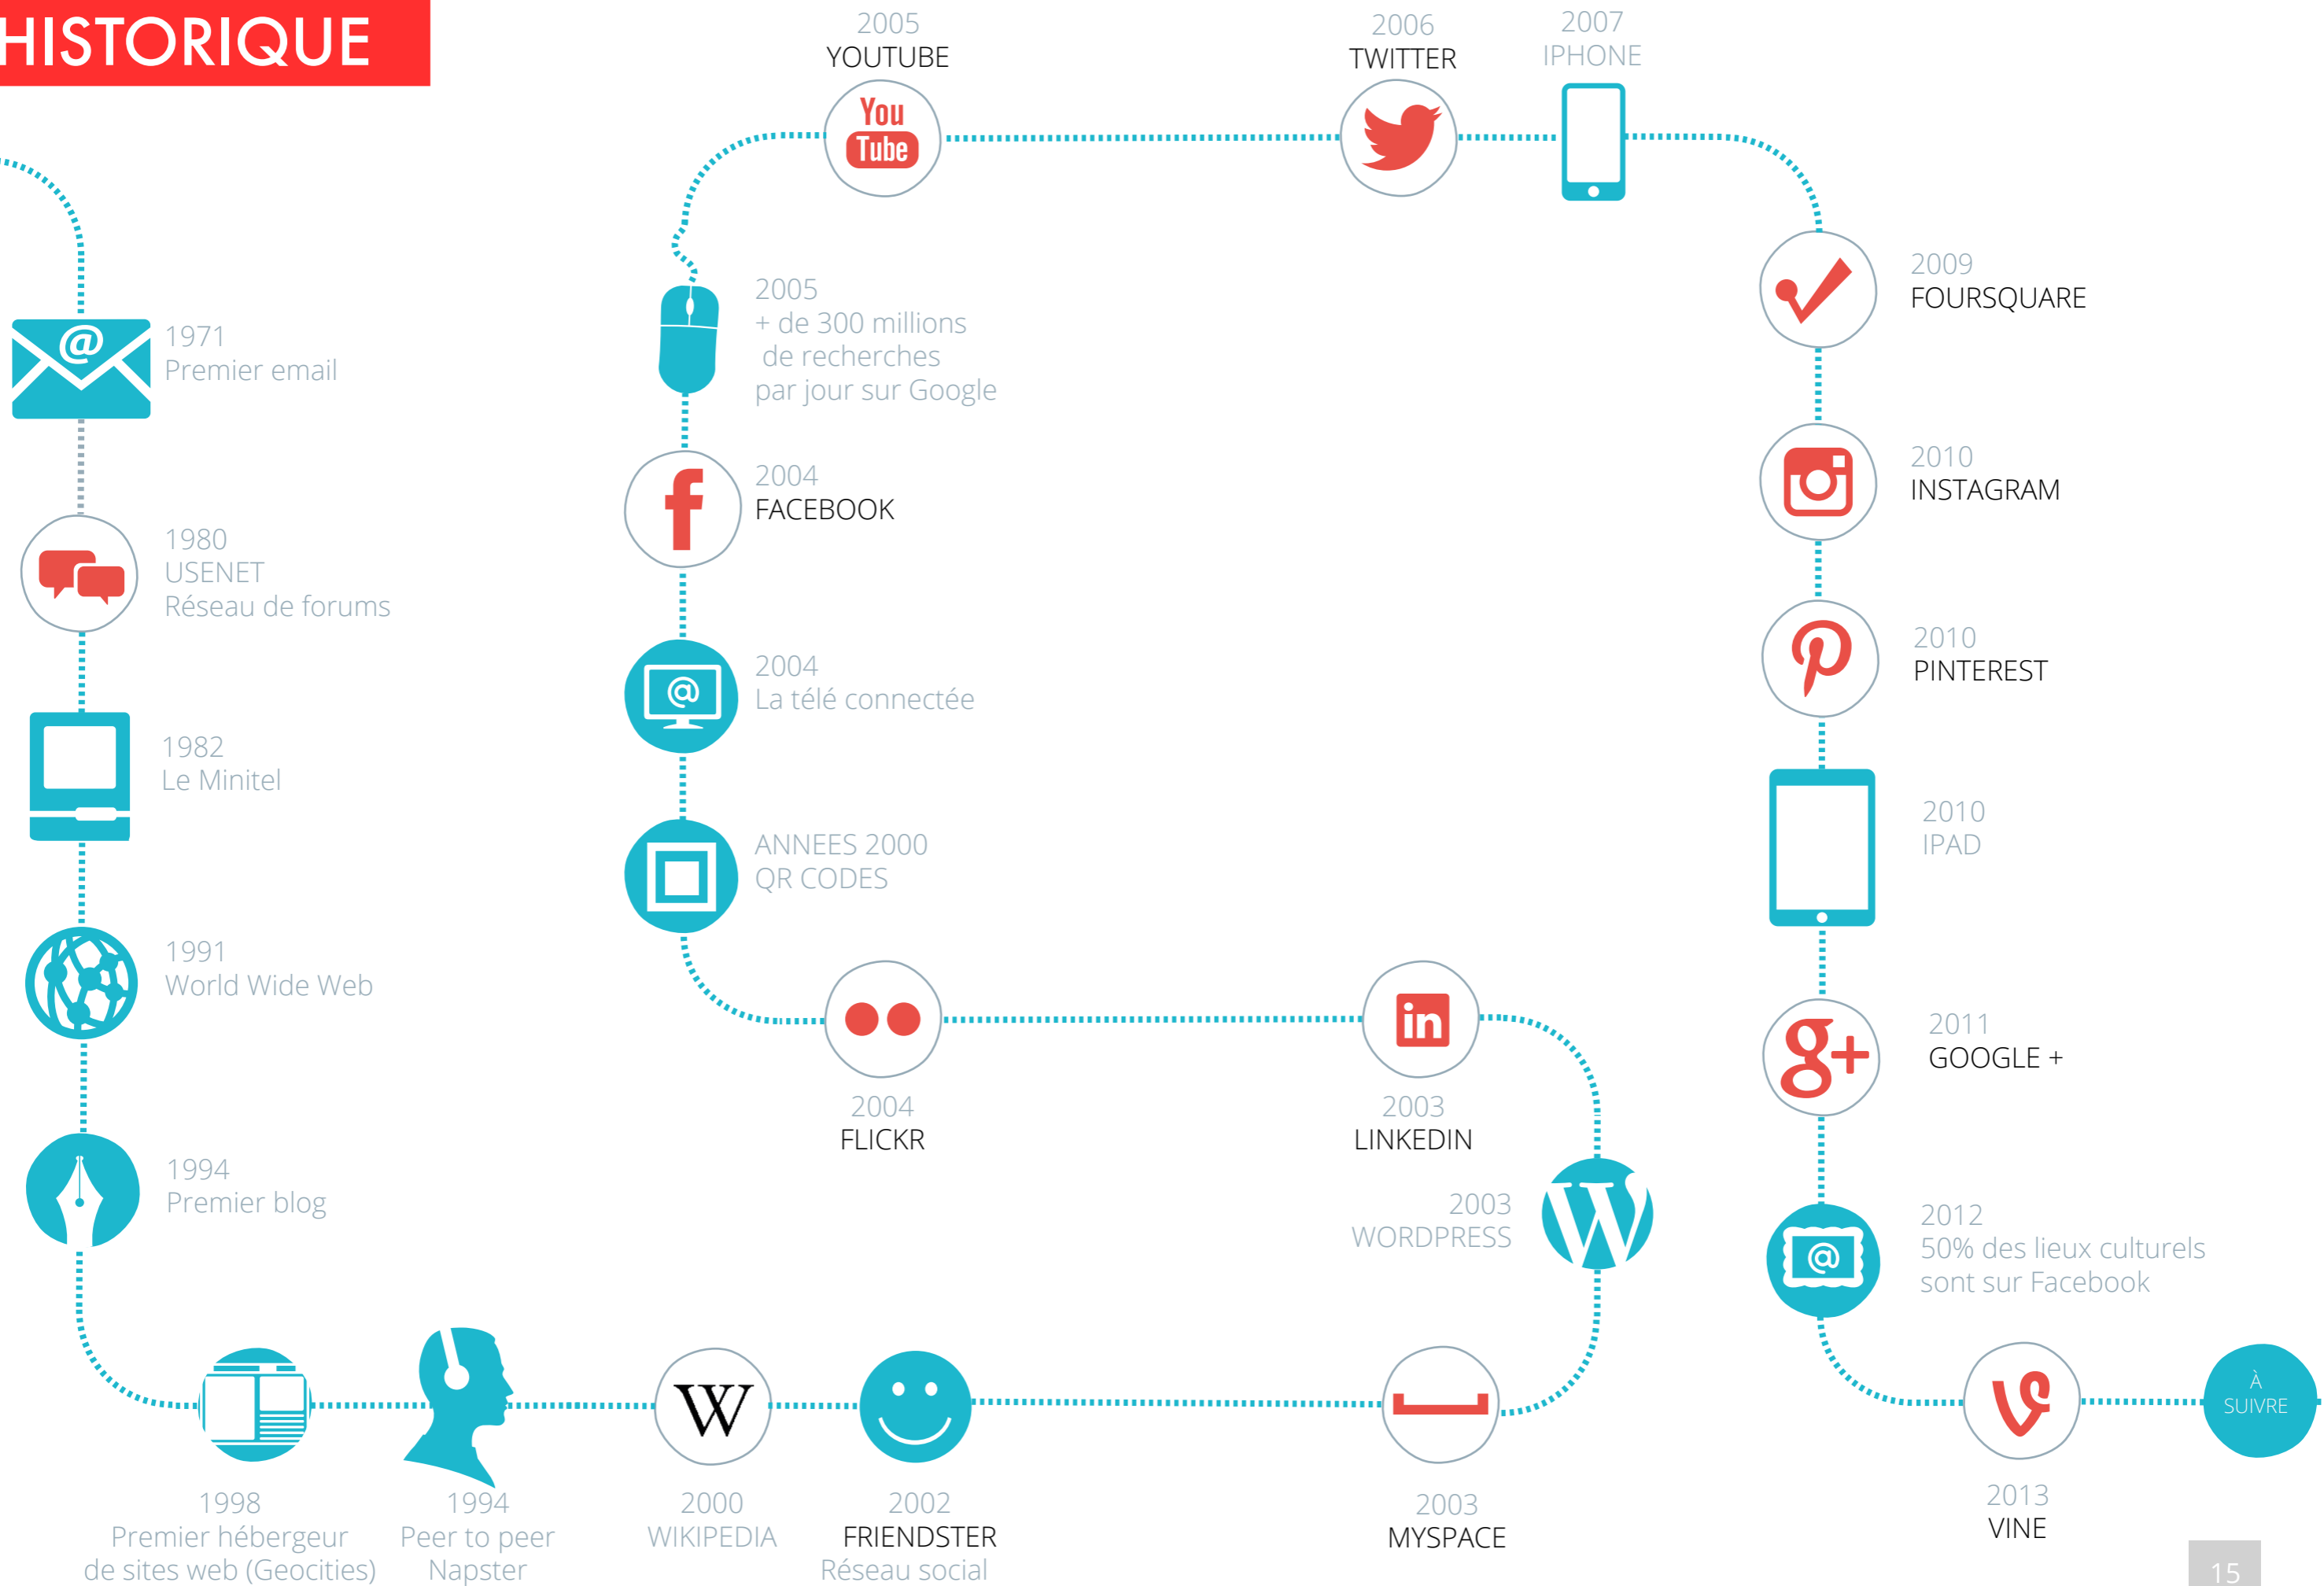 HISTORIQUE
1971
Premier email
1980
USENET
Réseau de forums
1982
Le Minitel
1991
World Wide Web
1994
Premier blog
1998
Premier hébergeur
de sites web (Geocities)
1994
Peer to peer
Napster
2000
WIKIPEDIA
W
2002
FRIENDSTER
Réseau social
2003
MYSPACE
2003
WORDPRESS
2003
LINKEDIN
in
2004
FLICKR
ANNEES 2000
QR CODES
2004
La télé connectée
@
2004
FACEBOOK
f
2005
+ de 300 millions
de recherches
par jour sur Google
2005
YOUTUBE
You
Tube
2006
TWITTER
2007
IPHONE
2009
FOURSQUARE
2010
INSTAGRAM
2010
PINTEREST
2010
IPAD
2011
GOOGLE +
g+
2012
50% des lieux culturels
sont sur Facebook
@
2013
VINE
À
SUIVRE
@
15